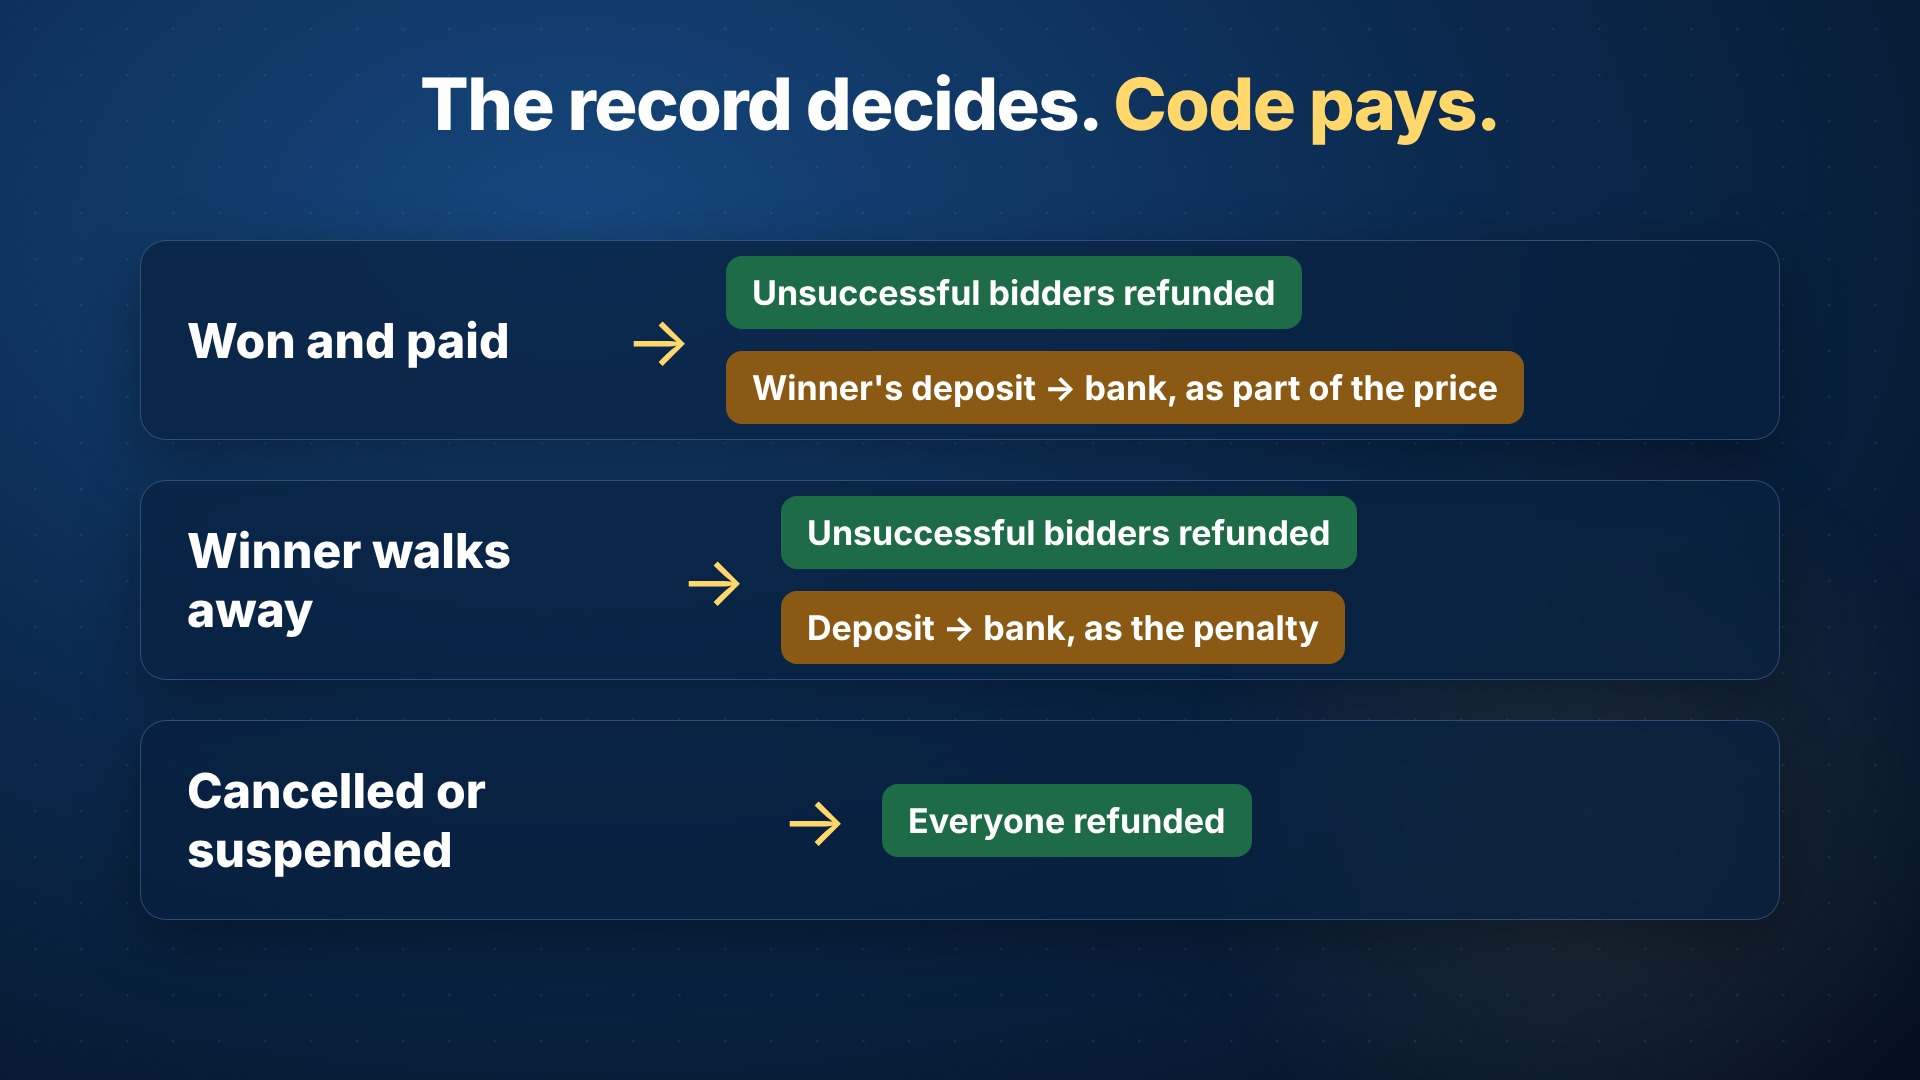 The record decides. Code pays.
Won and paid
→
Unsuccessful bidders refunded
Winner's deposit → bank, as part of the price
Winner walks
away
→
Unsuccessful bidders refunded
Deposit → bank, as the penalty
Cancelled or
suspended
→
Everyone refunded